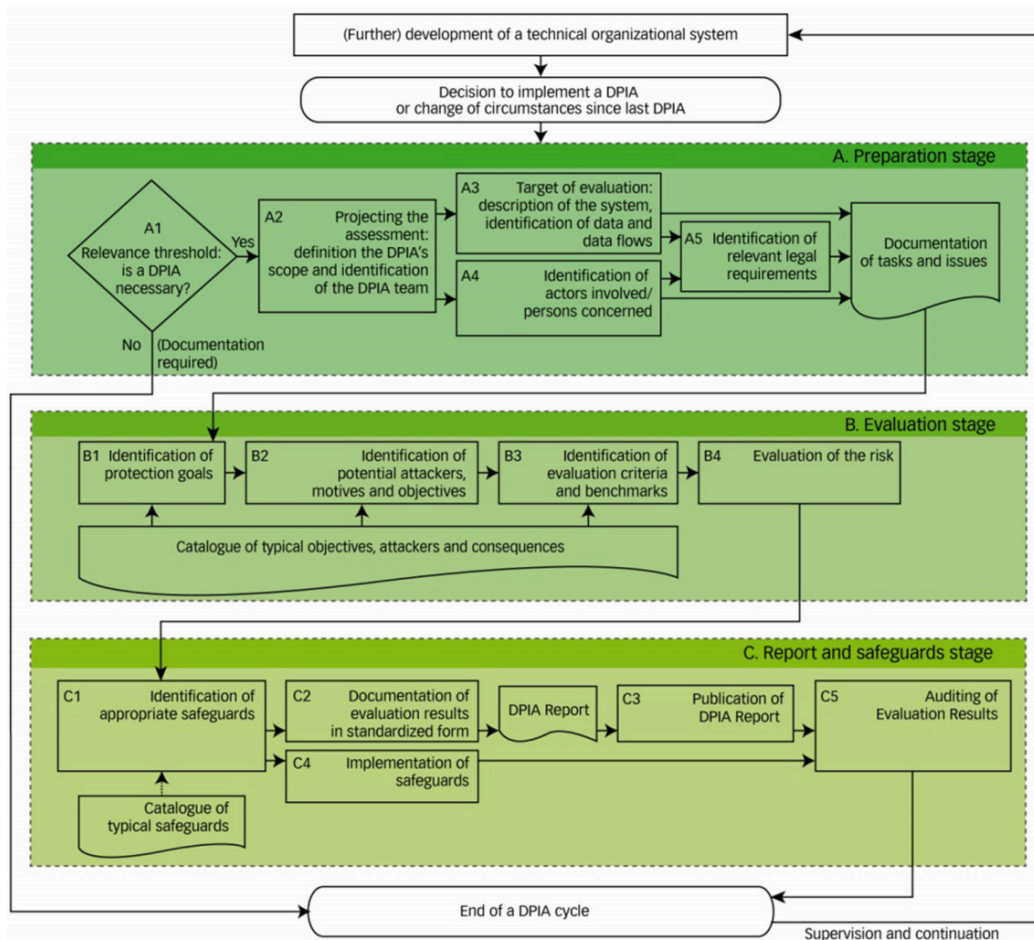 (Further) development of a technical organizational system
Decision to implement a DPIA
or change of circumstances since last DPIA
A. Preparation stage
A1
Relevance threshold:
is a DPIA
necessary?
Yes
No
(Documentation
required)
A2
Projecting the
assessment:
definition the DPIA's
scope and identification
of the DPIA team
A3
Target of evaluation:
description of the system,
identification of data and
data flows
A4
Identification of
actors involved/
persons concerned
A5
Identification of
relevant legal
requirements
Documentation
of tasks and issues
B. Evaluation stage
B1
Identification of
protection goals
B2
Identification of
potential attackers,
motives and objectives
B3
Identification of
evaluation criteria
and benchmarks
B4
Evaluation of the risk
Catalogue of typical objectives, attackers and consequences
C. Report and safeguards stage
C1
Identification of
appropriate safeguards
C2
Documentation of
evaluation results
in standardized form
DPIA Report
C3
Publication of
DPIA Report
C4
Implementation of
safeguards
C5
Auditing of
Evaluation Results
Catalogue of
typical safeguards
End of a DPIA cycle
Supervision and continuation